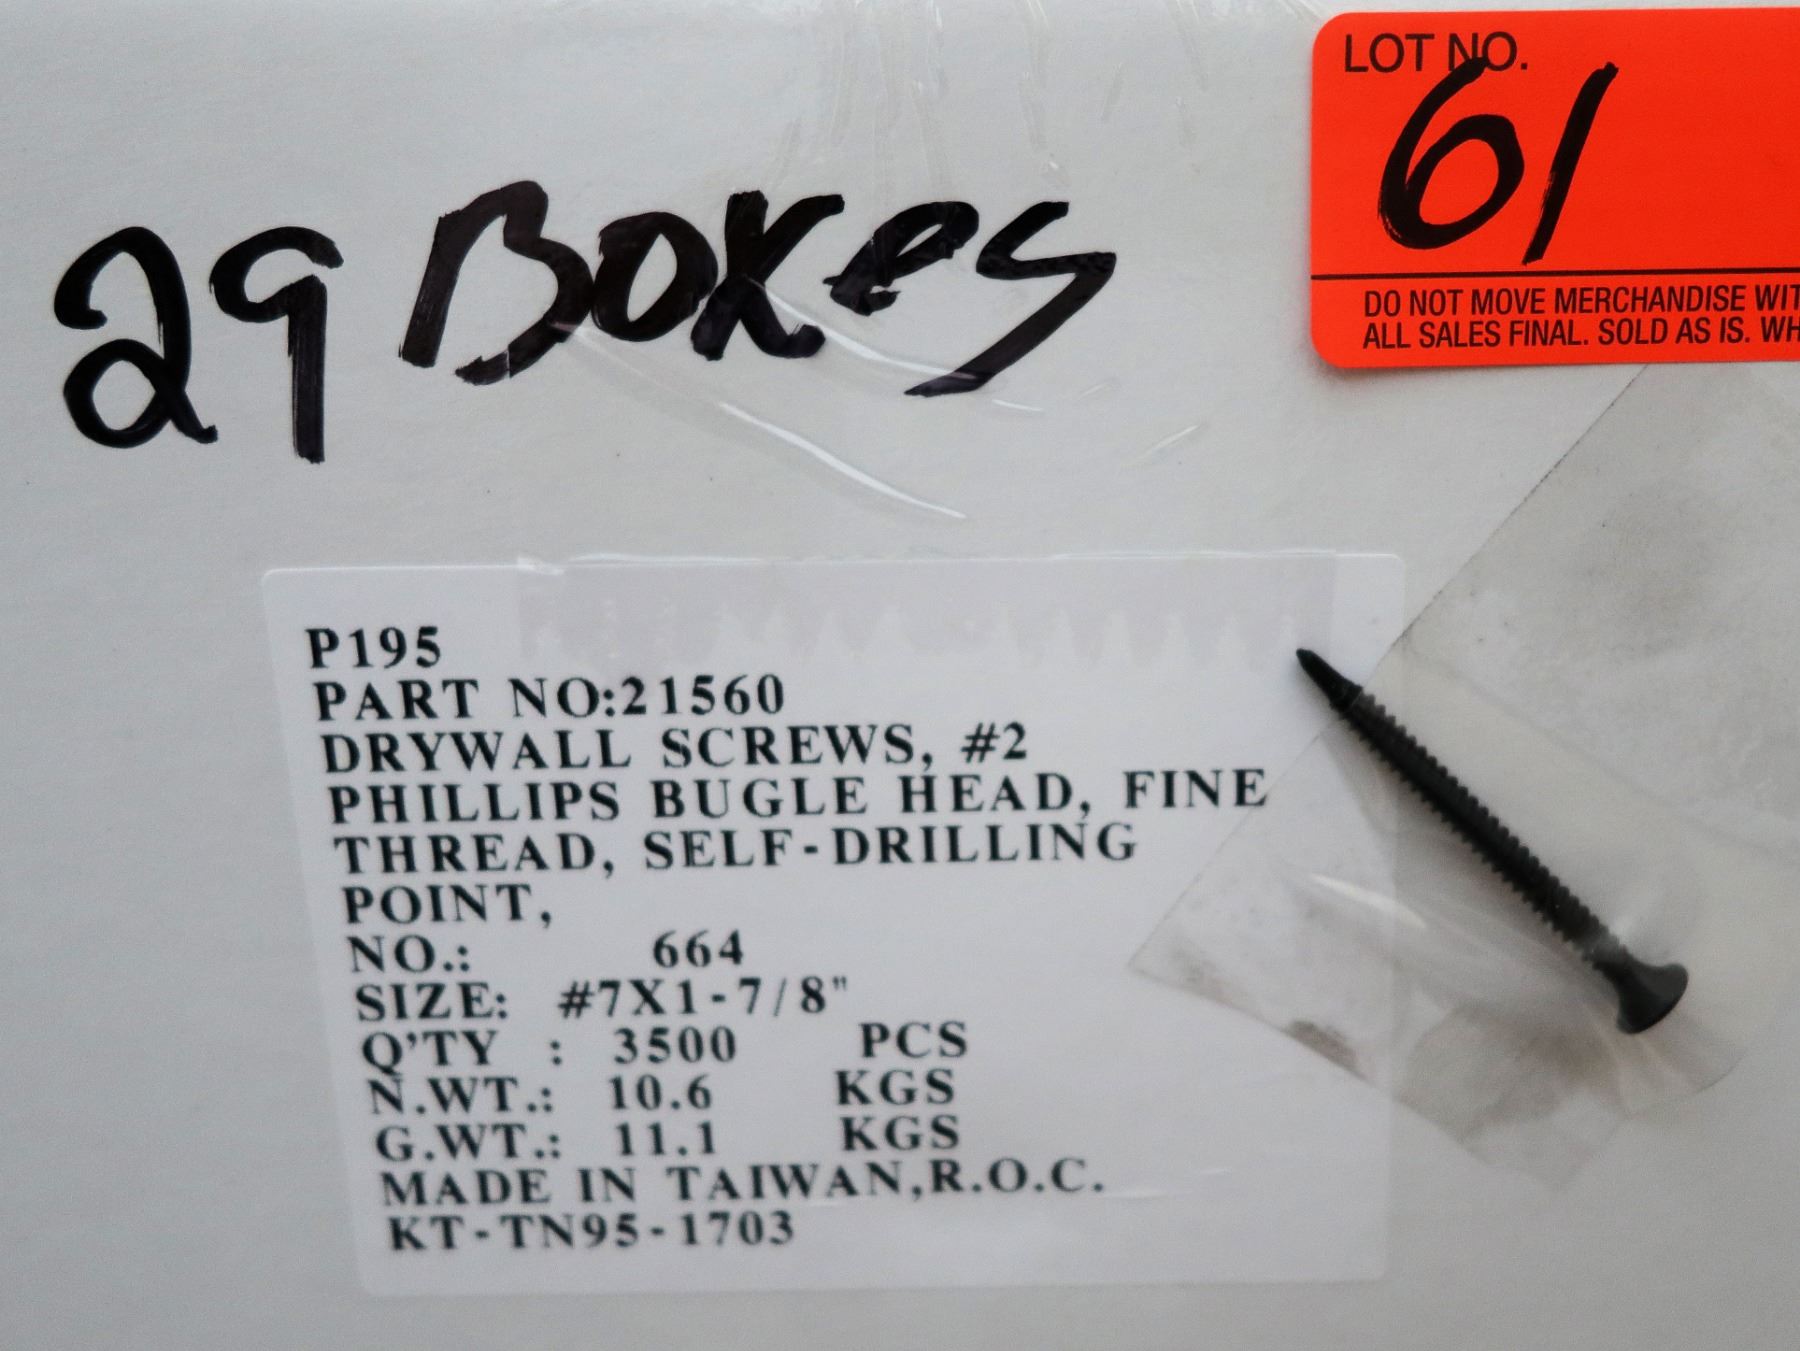 LOT NO.
61
DO NOT MOVE MERCHANDISE
ALL SALES FINAL. SOLD AS IS.
29 Boxes
P195
PART NO:21560
DRYWALL SCREWS, #2
PHILLIPS BUGLE HEAD, FINE
THREAD, SELF-DRILLING
POINT,
NO.: 664
SIZE: #7X1-7/8"
Q'TY : 3500 PCS
N.WT.: 10.6 KGS
G.WT.: 11.1 KGS
MADE IN TAIWAN,R.O.C.
KT-TN95-1703